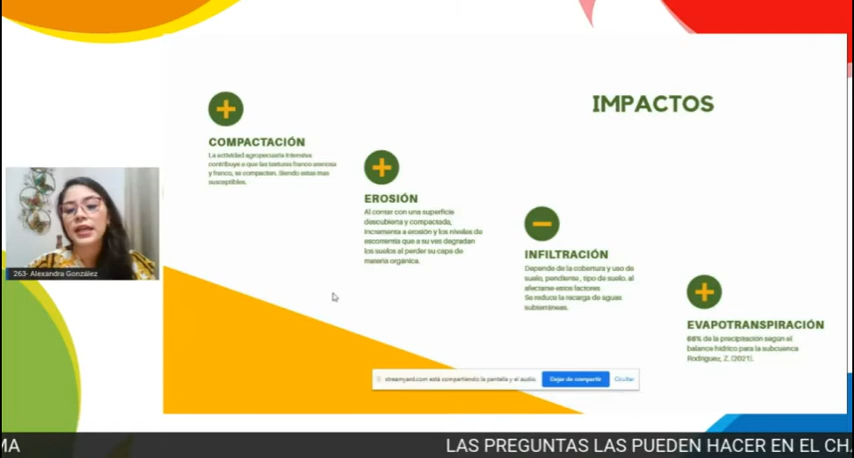 IMPACTOS
COMPACTACIÓN
La actividad agropecuaria intensiva
contribuye a que las texturas franco arenosa
y franco, se compacten. Siendo estas mas
susceptibles.
EROSIÓN
Al contar con una superficie
descubierta y compactada,
incrementa a erosión y los niveles de
escorrentía que a su ves degradan
los suelos al perder su capa de
materia orgánica.
INFILTRACIÓN
Depende de la cobertura y uso de
suelo, pendiente, tipo de suelo. al
afectarse estos factores
Se reduce la recarga de aguas
subterráneas.
EVAPOTRANSPIRACIÓN
68% de la precipitación según el
balance hídrico para la subcuenca
Rodríguez, Z. (2021).
263- Alexandra González
streamyard.com está compartiendo la pantalla y el audio.
Dejar de compartir
Ocultar
MA
LAS PREGUNTAS LAS PUEDEN HACER EN EL CHA